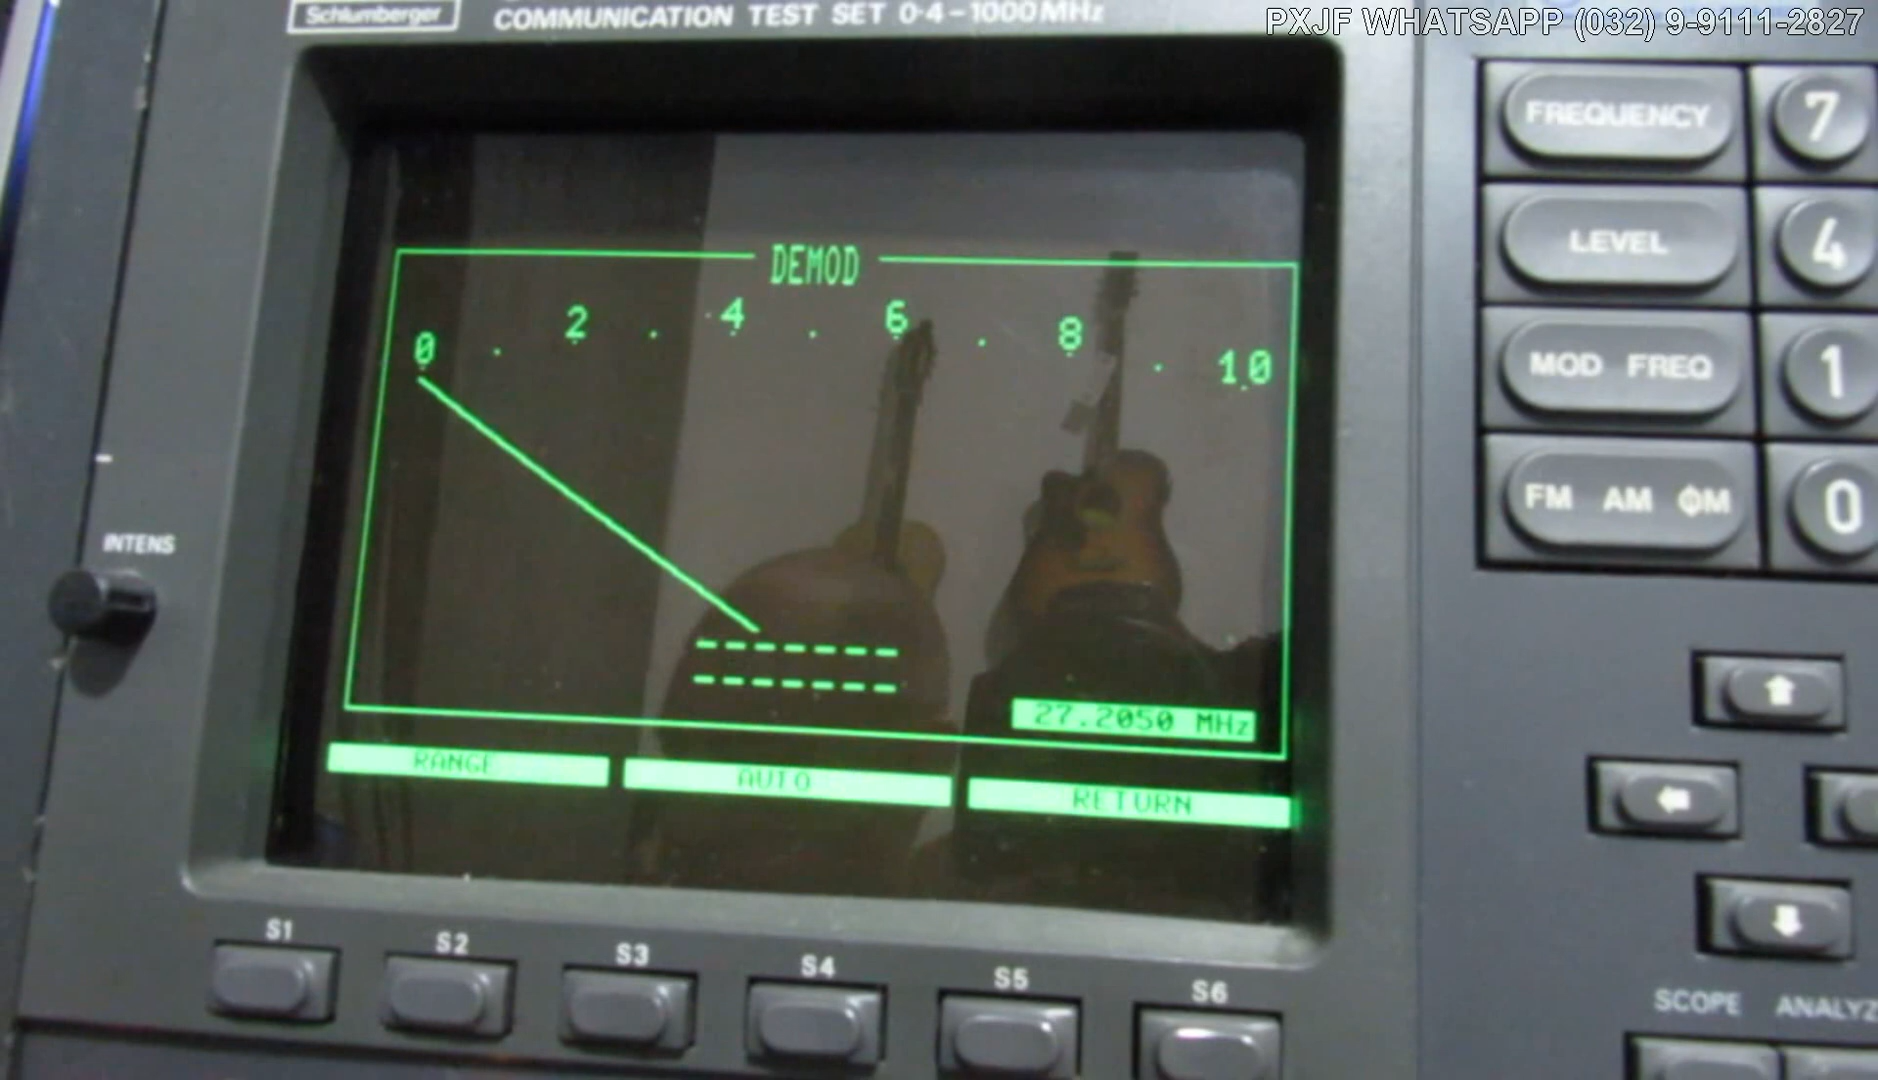 PXJF WHATSAPP (032) 9-9111-2827
Schlumberger
COMMUNICATION TEST SET 0·4-1000MHz
FREQUENCY 7
LEVEL 4
MOD FREQ 1
FM AM ΦM 0
DEMOD
0 . 2 . 4 . 6 . 8 . 10
-------
-------
27.2050 MHz
RANGE AUTO RETURN
INTENS
S1 S2 S3 S4 S5 S6
SCOPE